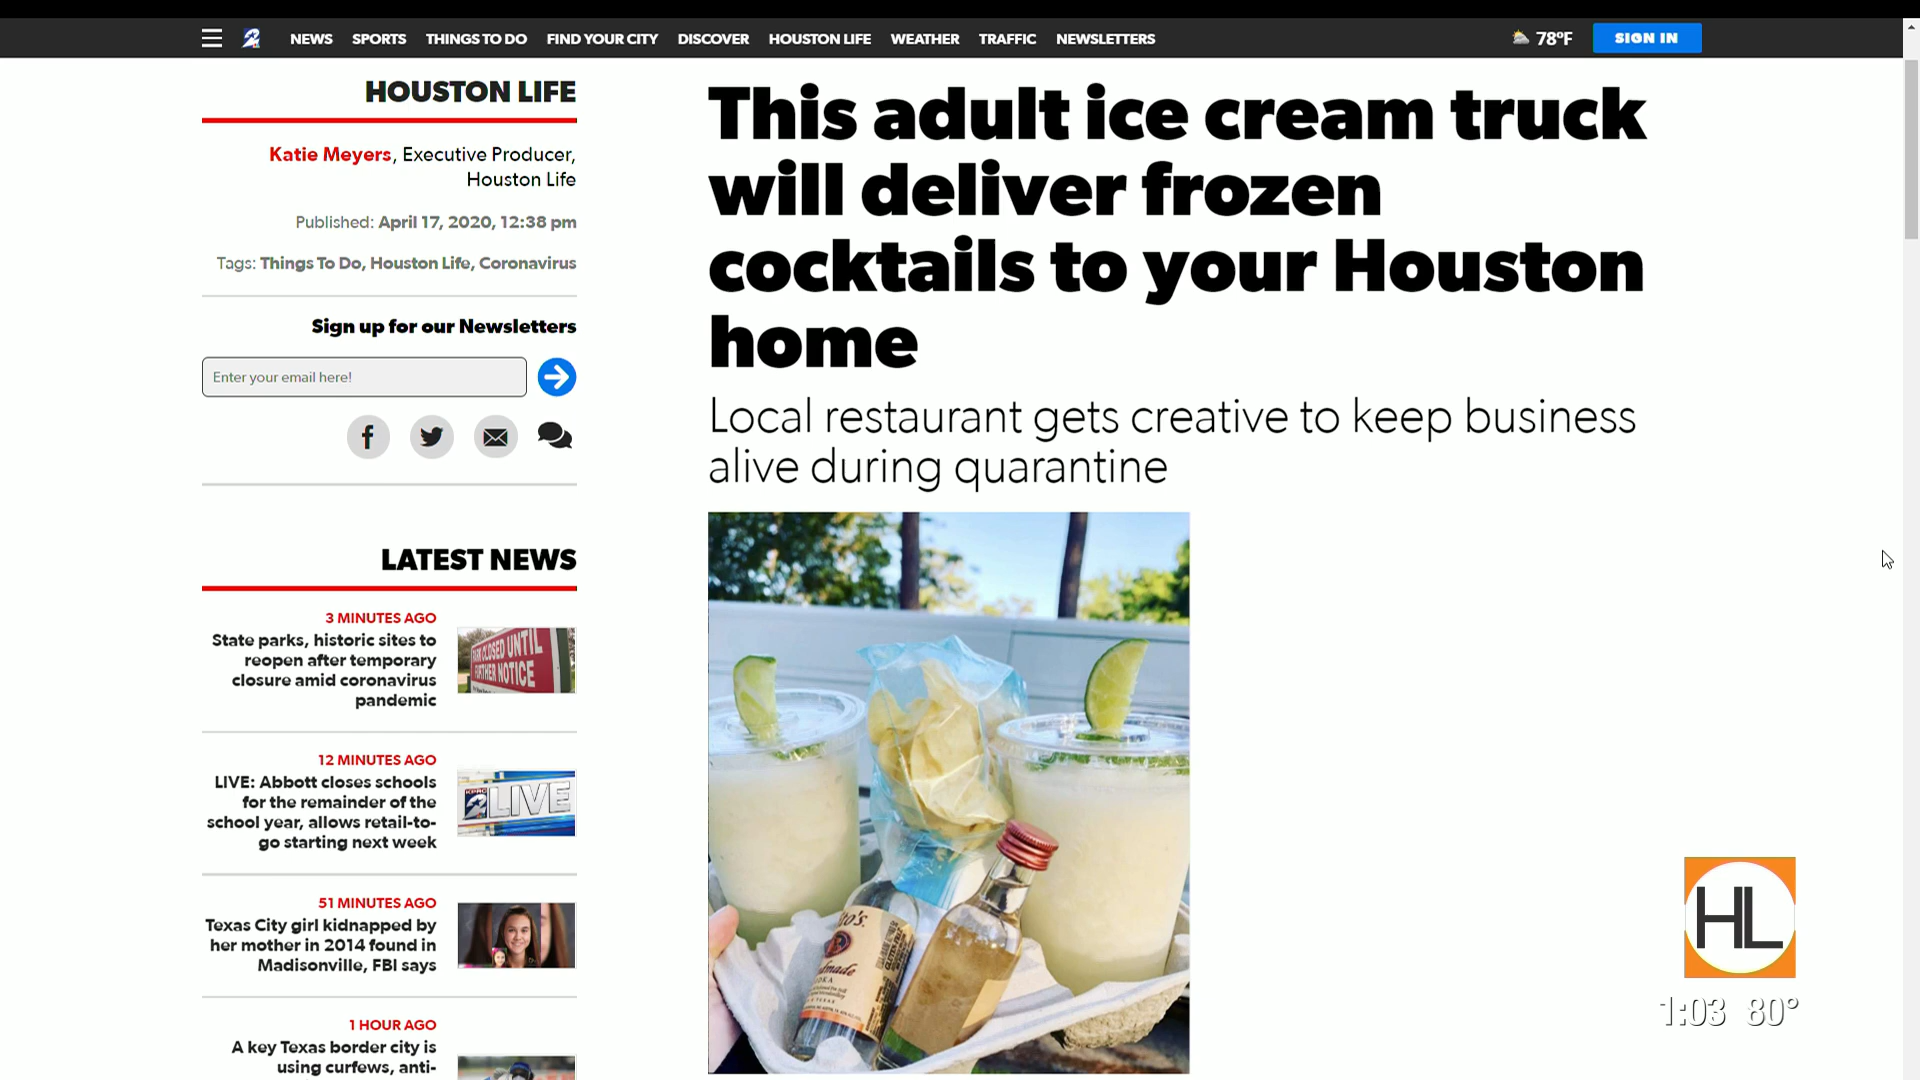 NEWS SPORTS THINGS TO DO FIND YOUR CITY DISCOVER HOUSTON LIFE WEATHER TRAFFIC NEWSLETTERS 78°F SIGN IN
HOUSTON LIFE
Katie Meyers, Executive Producer,
Houston Life
Published: April 17, 2020, 12:38 pm
Tags: Things To Do, Houston Life, Coronavirus
Sign up for our Newsletters
Enter your email here!
LATEST NEWS
3 MINUTES AGO
State parks, historic sites to
reopen after temporary
closure amid coronavirus
pandemic
CLOSED UNTIL
FURTHER NOTICE
12 MINUTES AGO
LIVE: Abbott closes schools
for the remainder of the
school year, allows retail-to-
go starting next week
KPRC
2 LIVE
51 MINUTES AGO
Texas City girl kidnapped by
her mother in 2014 found in
Madisonville, FBI says
1 HOUR AGO
A key Texas border city is
using curfews, anti-
This adult ice cream truck
will deliver frozen
cocktails to your Houston
home
Local restaurant gets creative to keep business
alive during quarantine
HL
1:03 80°